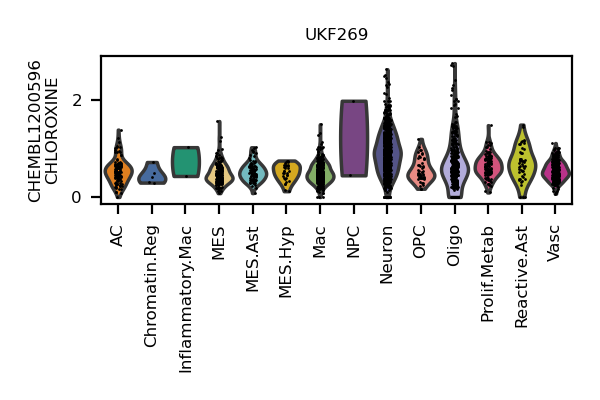 UKF269
CHEMBL1200596
CHLOROXINE
2
0
AC
Chromatin.Reg
Inflammatory.Mac
MES
MES.Ast
MES.Hyp
Mac
NPC
Neuron
OPC
Oligo
Prolif.Metab
Reactive.Ast
Vasc